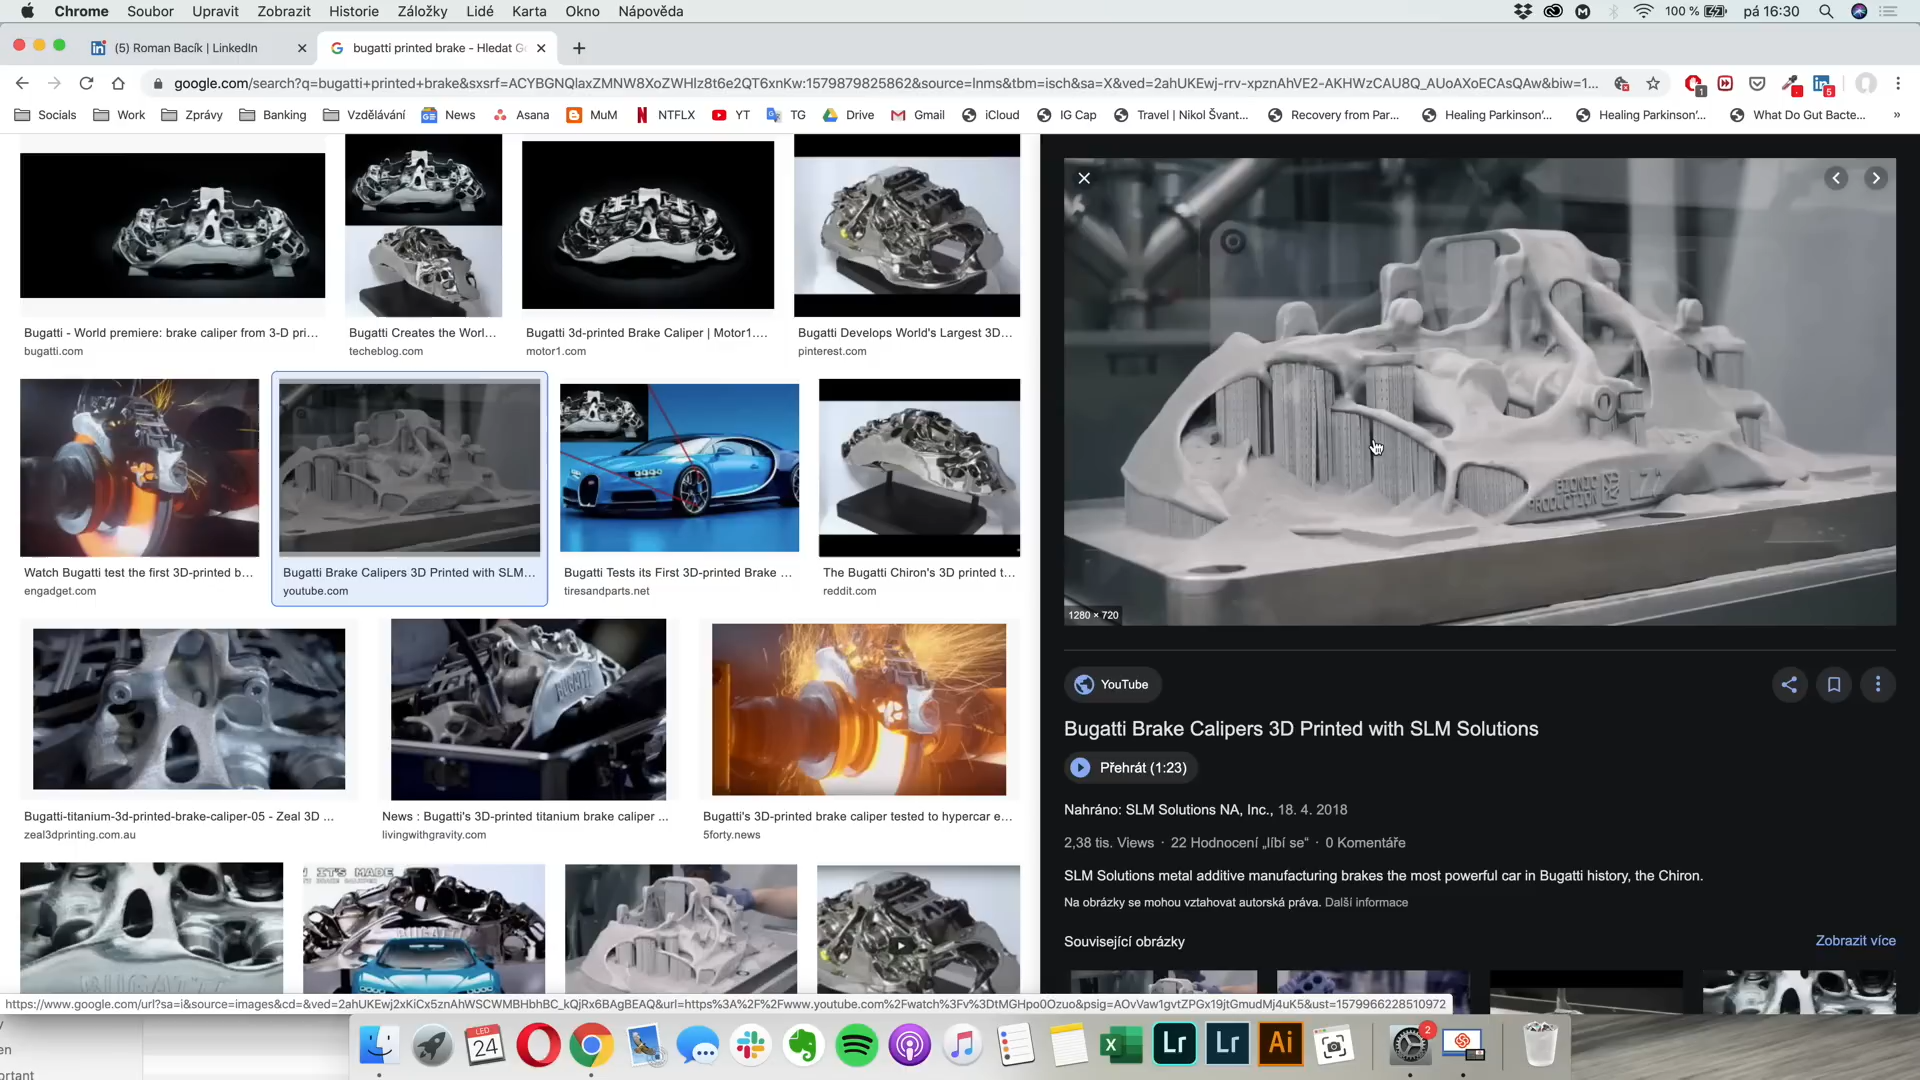 Chrome Soubor Upravit Zobrazit Historie Záložky Lidé Karta Okno Nápověda 100 % pá 16:30
(5) Roman Bacík | LinkedIn
bugatti printed brake - Hledat G
google.com/search?q=bugatti+printed+brake&sxsrf=ACYBGNQlaxZMNW8XoZWHlz8t6e2QT6xnKw:1579879825862&source=lnms&tbm=isch&sa=X&ved=2ahUKEwj-rrv-xpznAhVE2-AKHWzCAU8Q_AUoAXoECAsQAw&biw=1...
Socials Work Zprávy Banking Vzdělávání News Asana MuM NTFLX YT TG Drive Gmail iCloud IG Cap Travel | Nikol Švant... Recovery from Par... Healing Parkinson'... Healing Parkinson'... What Do Gut Bacte... »
Bugatti - World premiere: brake caliper from 3-D pri...
bugatti.com
Bugatti Creates the Worl...
techeblog.com
Bugatti 3d-printed Brake Caliper | Motor1....
motor1.com
Bugatti Develops World's Largest 3D...
pinterest.com
Watch Bugatti test the first 3D-printed b...
engadget.com
Bugatti Brake Calipers 3D Printed with SLM...
youtube.com
Bugatti Tests its First 3D-printed Brake ...
tiresandparts.net
The Bugatti Chiron's 3D printed t...
reddit.com
BUGATTI
Bugatti-titanium-3d-printed-brake-caliper-05 - Zeal 3D ...
zeal3dprinting.com.au
News : Bugatti's 3D-printed titanium brake caliper ...
livingwithgravity.com
Bugatti's 3D-printed brake caliper tested to hypercar e...
5forty.news
IT'S MADE
BIONIC
PRODUCTION
1280 × 720
YouTube
Bugatti Brake Calipers 3D Printed with SLM Solutions
Přehrát (1:23)
Nahráno: SLM Solutions NA, Inc., 18. 4. 2018
2,38 tis. Views · 22 Hodnocení „líbí se“ · 0 Komentáře
SLM Solutions metal additive manufacturing brakes the most powerful car in Bugatti history, the Chiron.
Na obrázky se mohou vztahovat autorská práva. Další informace
Související obrázky
Zobrazit více
https://www.google.com/url?sa=i&source=images&cd=&ved=2ahUKEwj2xKiCx5znAhWSCWMBHbhBC_kQjRx6BAgBEAQ&url=https%3A%2F%2Fwww.youtube.com%2Fwatch%3Fv%3DtMGHpo0Ozuo&psig=AOvVaw1gvtZPGx19jtGmudMj4uK5&ust=1579966228510972
LED
24
Lr
Lr
Ai
2